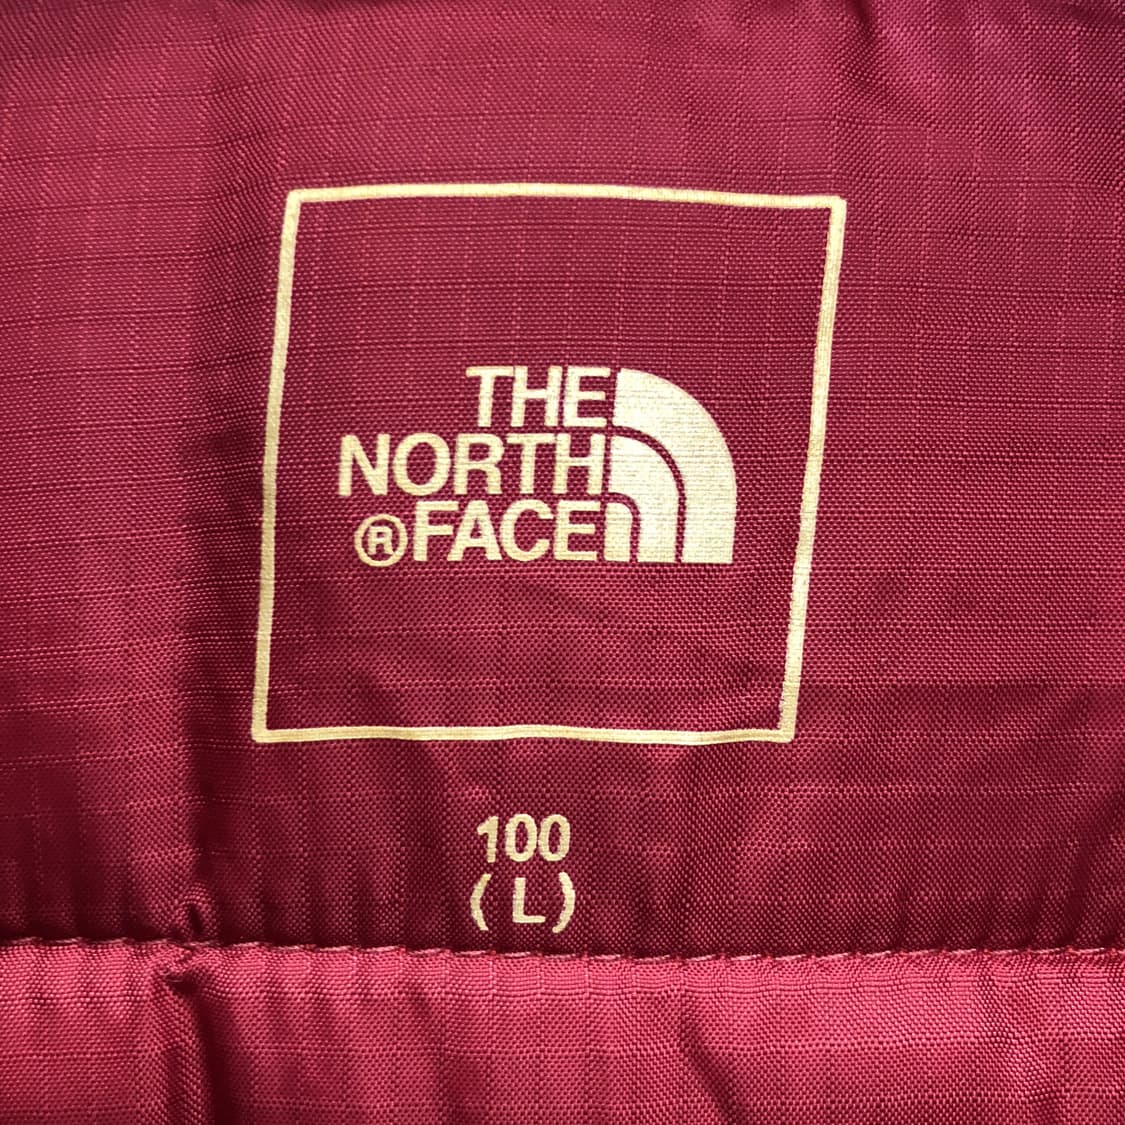 THE
NORTH
®FACE
100
(L)